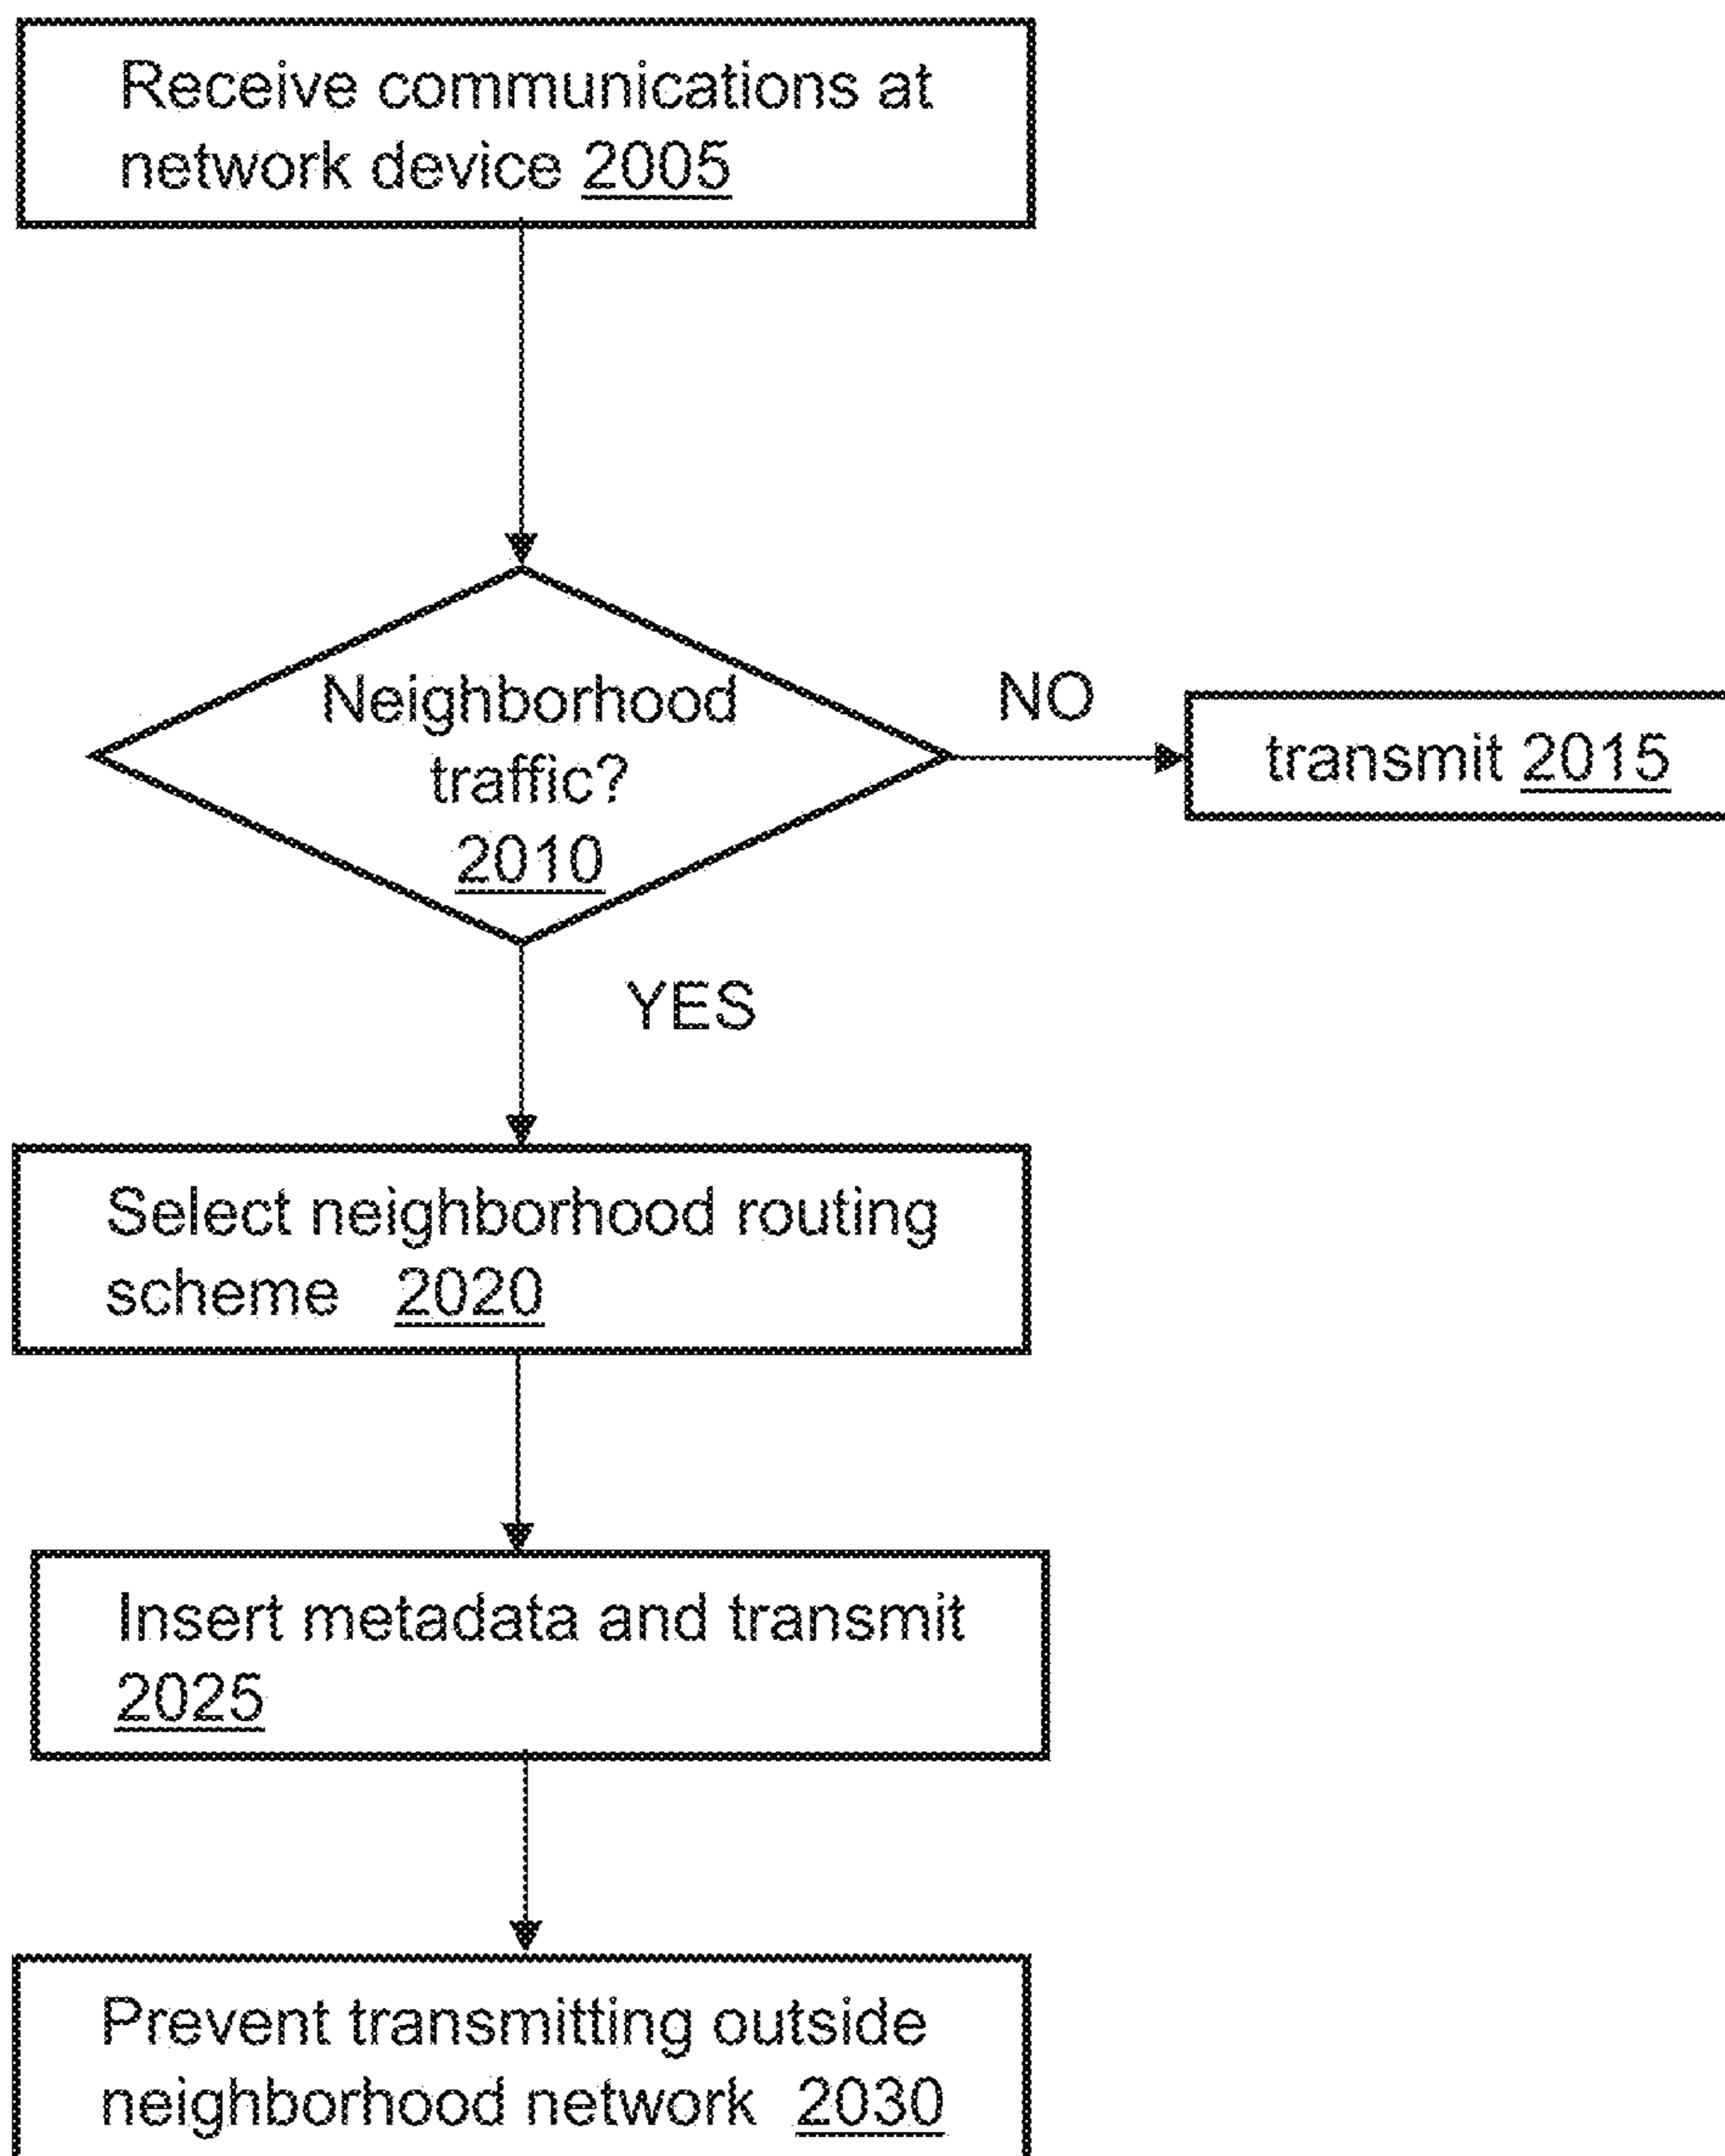 Receive communications at
network device 2005
Neighborhood
traffic?
2010
NO
transmit 2015
YES
Select neighborhood routing
scheme 2020
Insert metadata and transmit
2025
Prevent transmitting outside
neighborhood network 2030